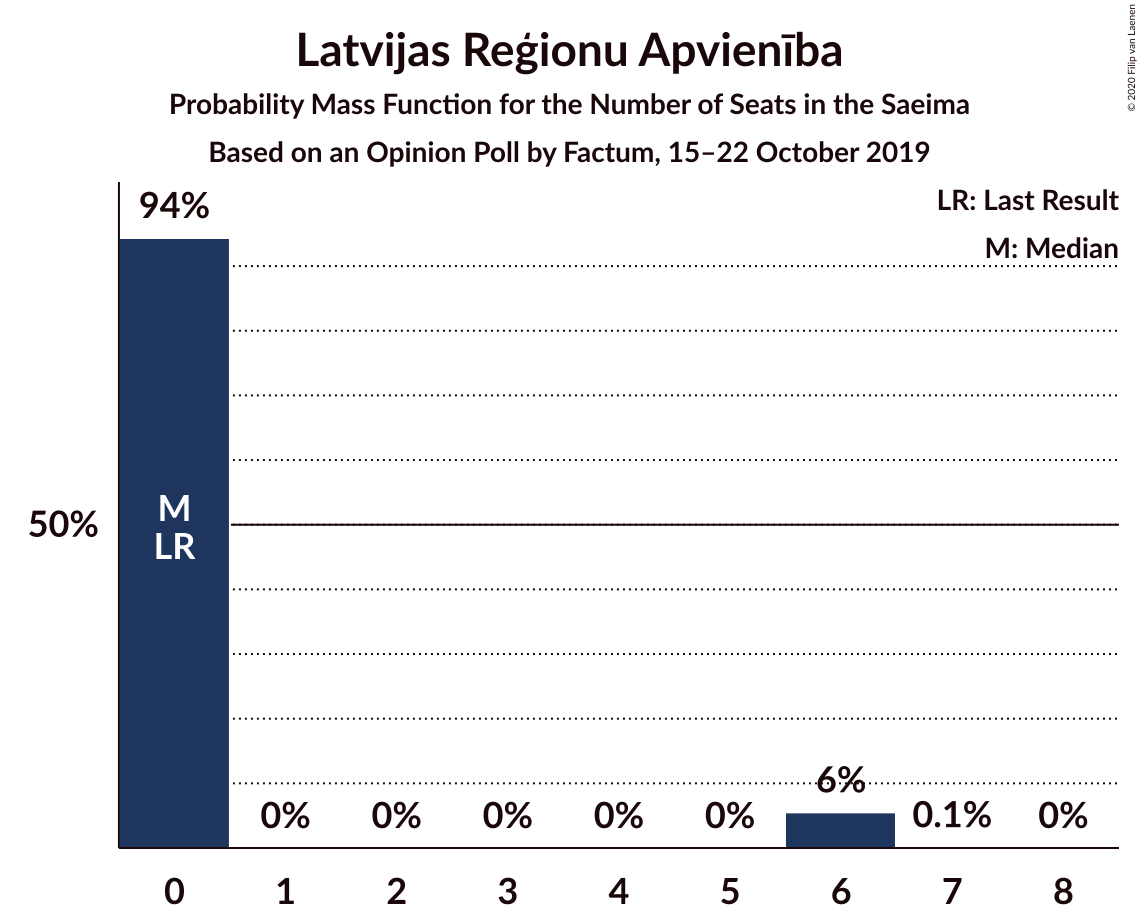 Latvijas Reģionu Apvienība
Probability Mass Function for the Number of Seats in the Saeima
Based on an Opinion Poll by Factum, 15–22 October 2019
© 2020 Filip van Laenen
LR: Last Result
M: Median
94%
M
LR
50%
0%
0%
0%
0%
0%
6%
0.1%
0%
0 1 2 3 4 5 6 7 8